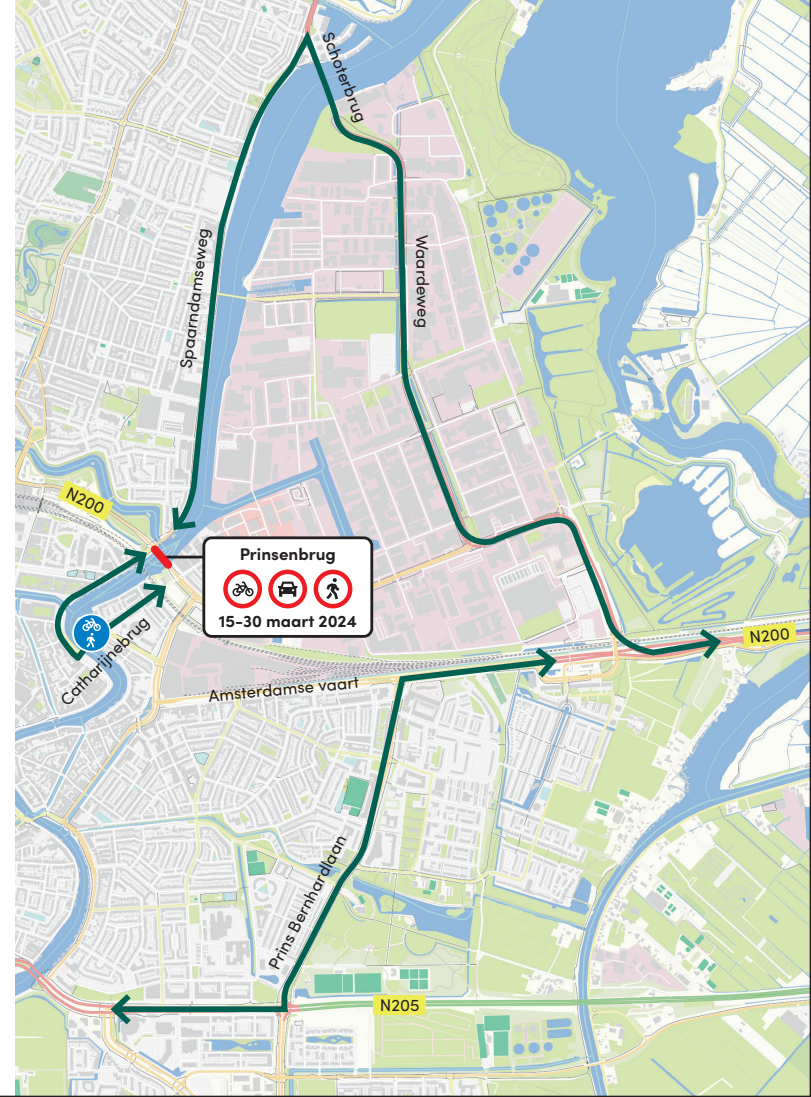 Schoterbrug
Spaarndamseweg
Waardeweg
N200
Prinsenbrug
15-30 maart 2024
Catharijnebrug
N200
Amsterdamse vaart
Prins Bernhardlaan
N205